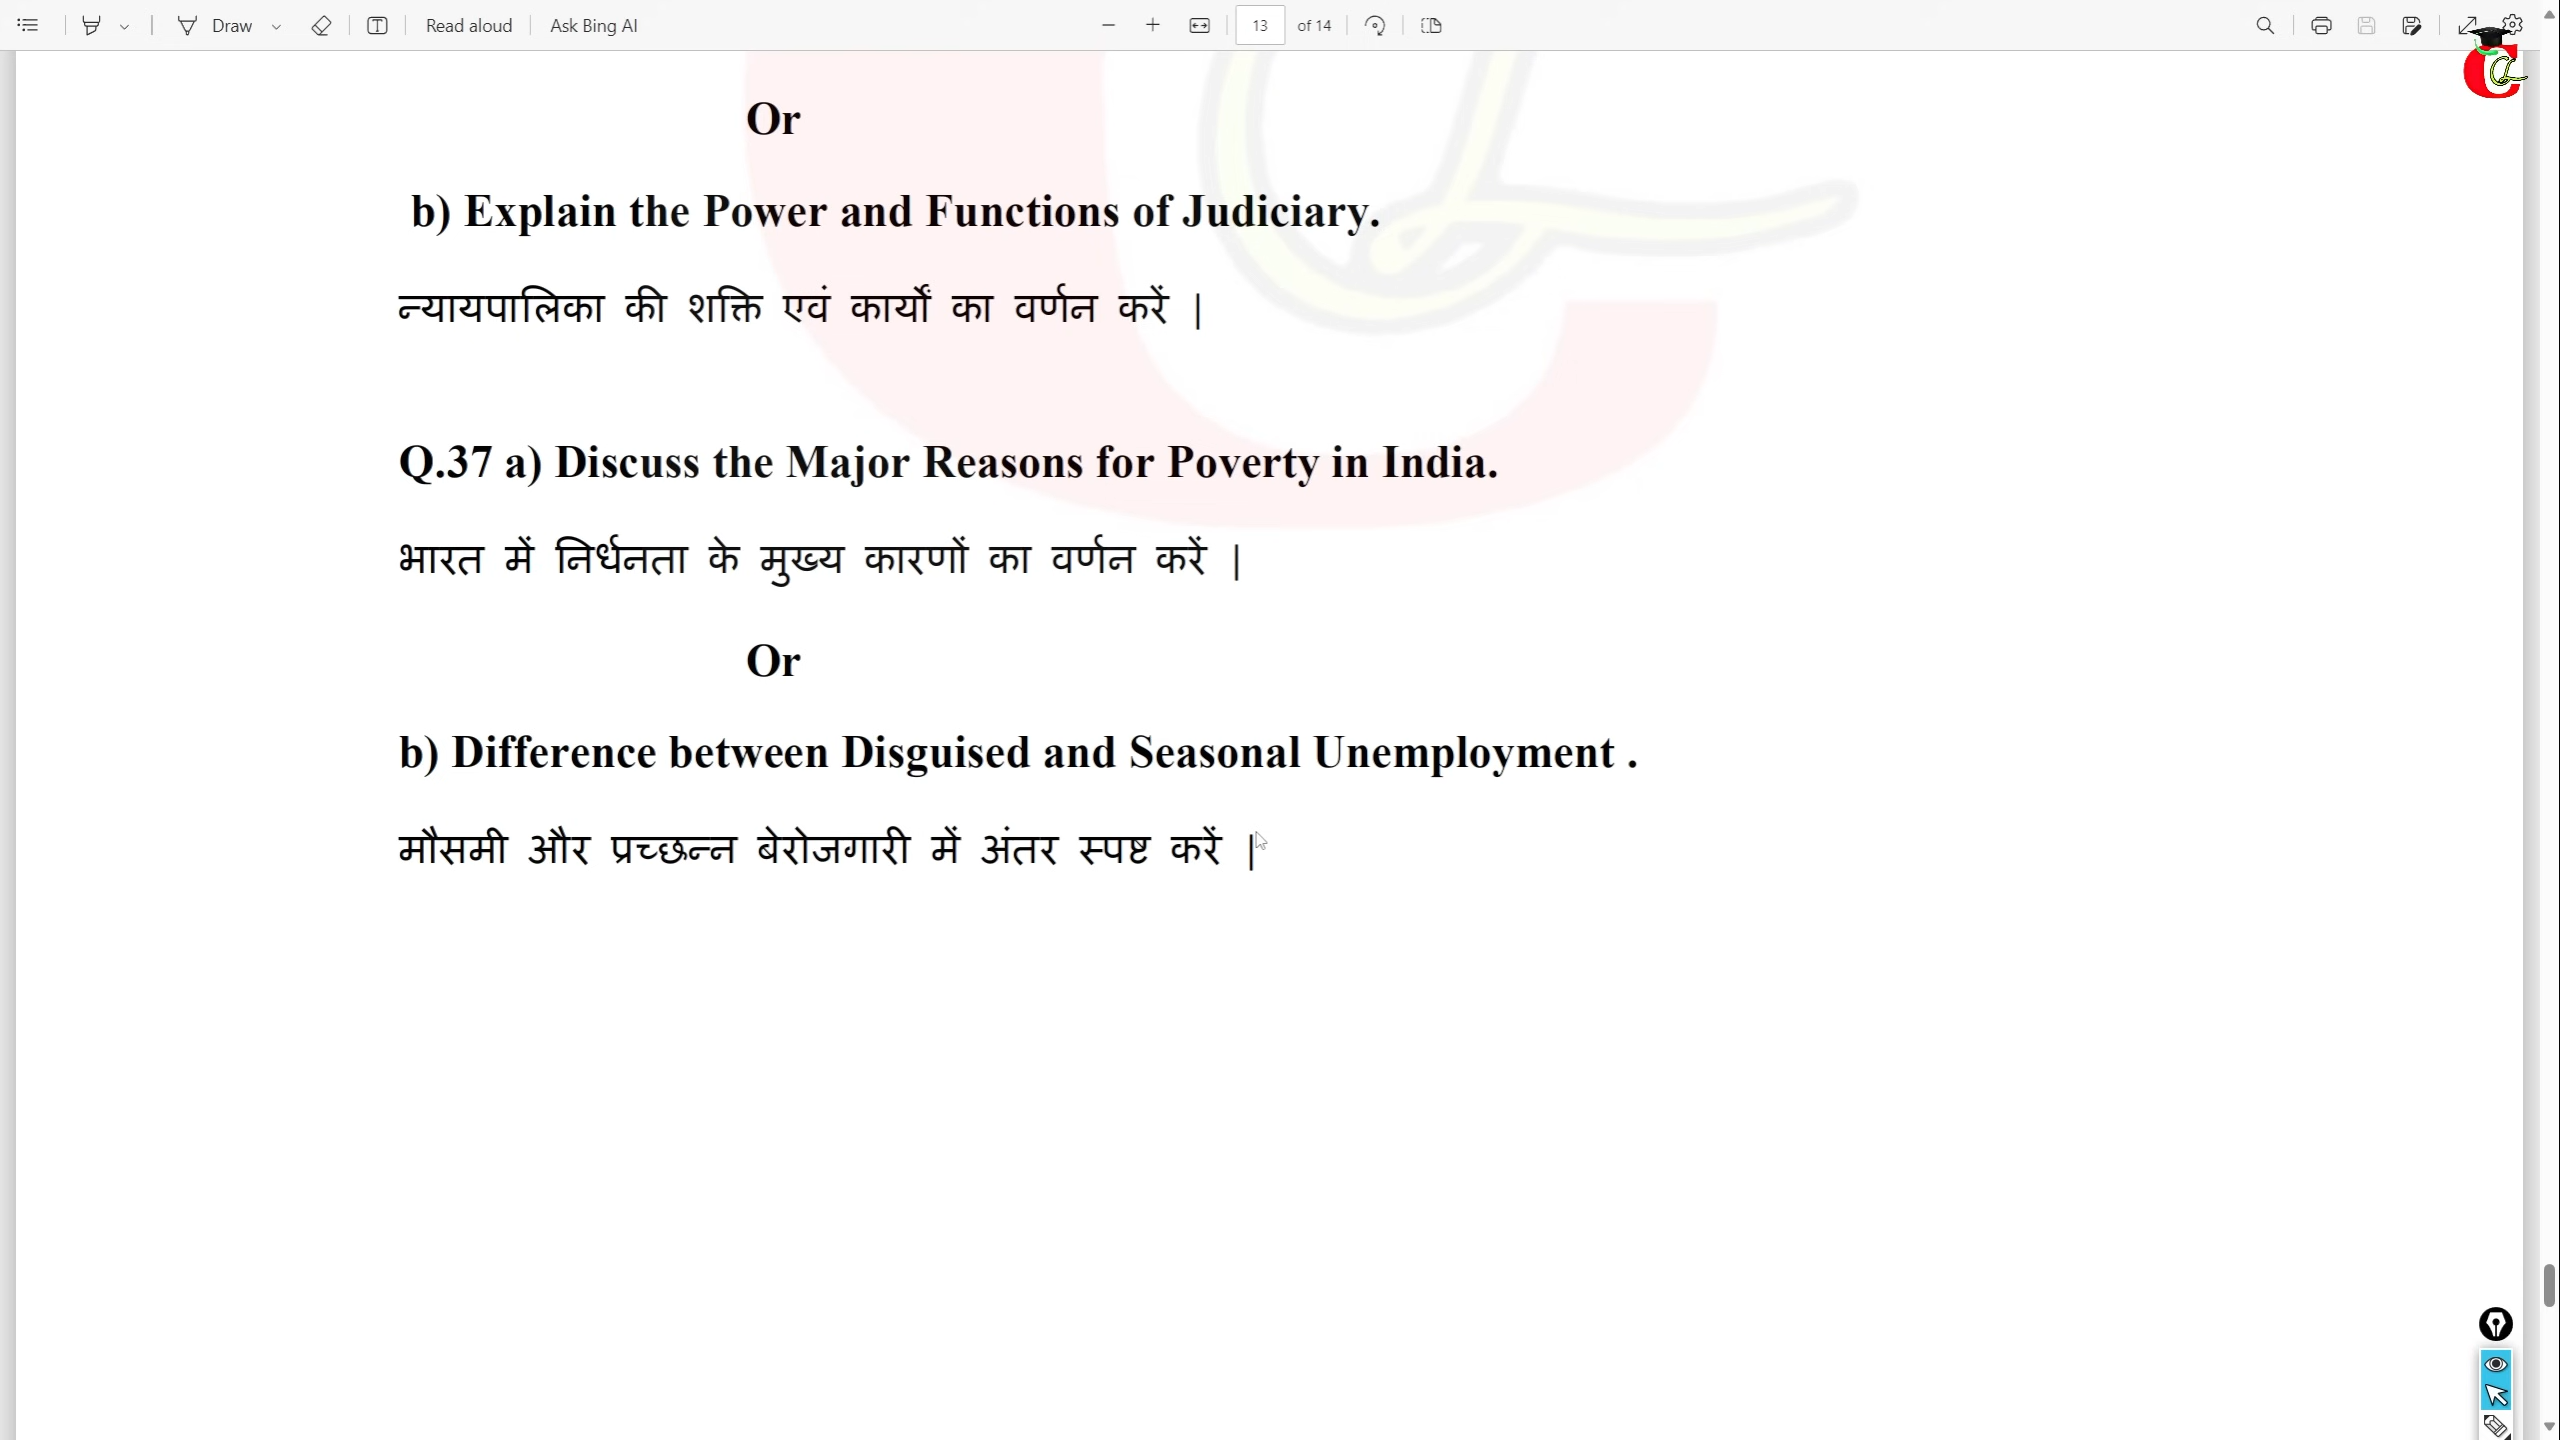 Draw
Read aloud
Ask Bing AI
13 of 14
Or
b) Explain the Power and Functions of Judiciary.
न्यायपालिका की शक्ति एवं कार्यों का वर्णन करें |
Q.37 a) Discuss the Major Reasons for Poverty in India.
भारत में निर्धनता के मुख्य कारणों का वर्णन करें |
Or
b) Difference between Disguised and Seasonal Unemployment .
मौसमी और प्रच्छन्न बेरोजगारी में अंतर स्पष्ट करें |